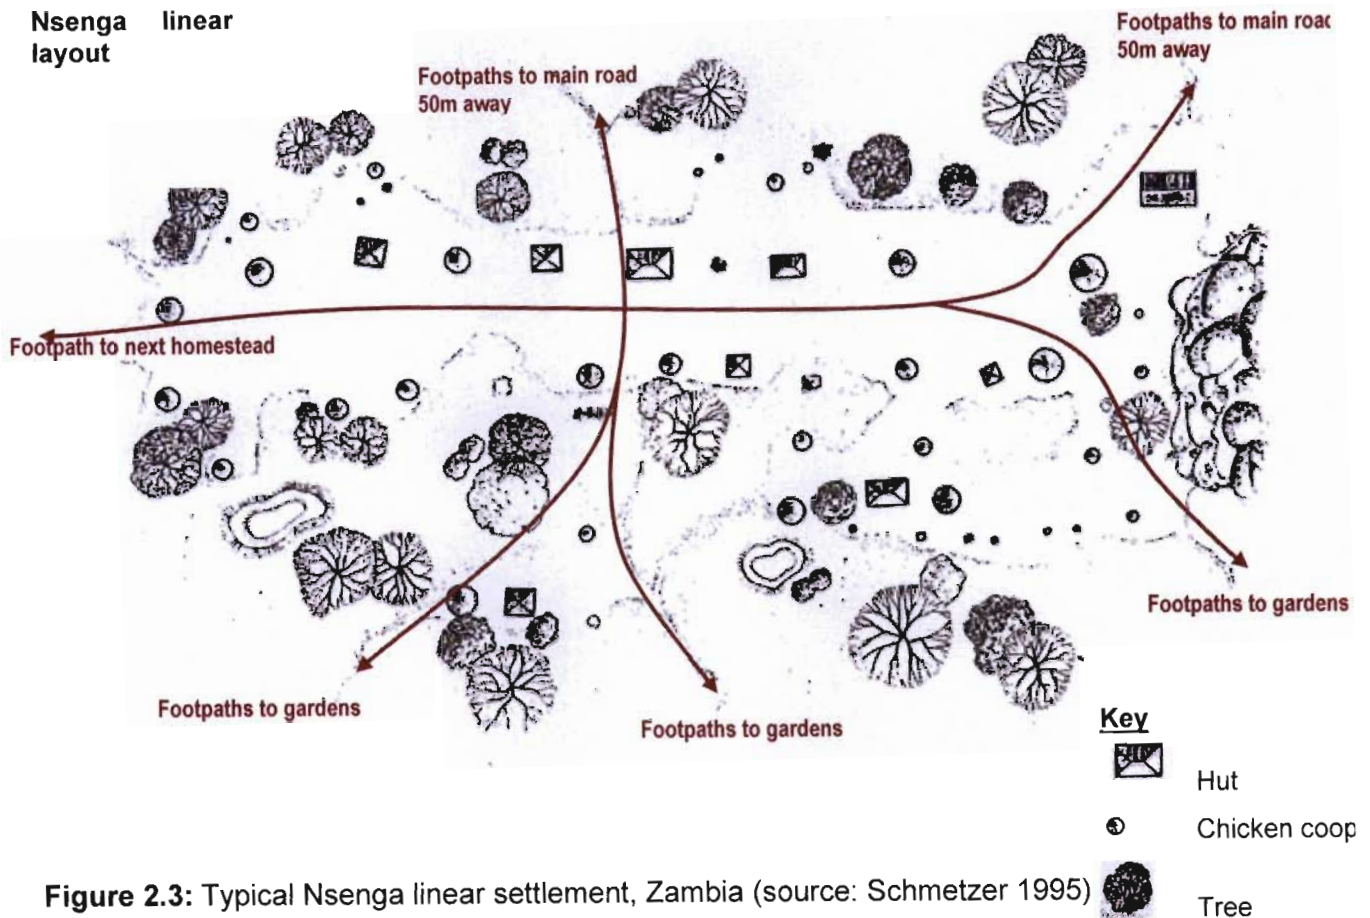 Nsenga linear
layout
Footpaths to main road
50m away
Footpaths to main roac
50m away
Footpath to next homestead
Footpaths to gardens
Footpaths to gardens
Footpaths to gardens
Key
Hut
Chicken coop
Tree
Figure 2.3: Typical Nsenga linear settlement, Zambia (source: Schmetzer 1995)